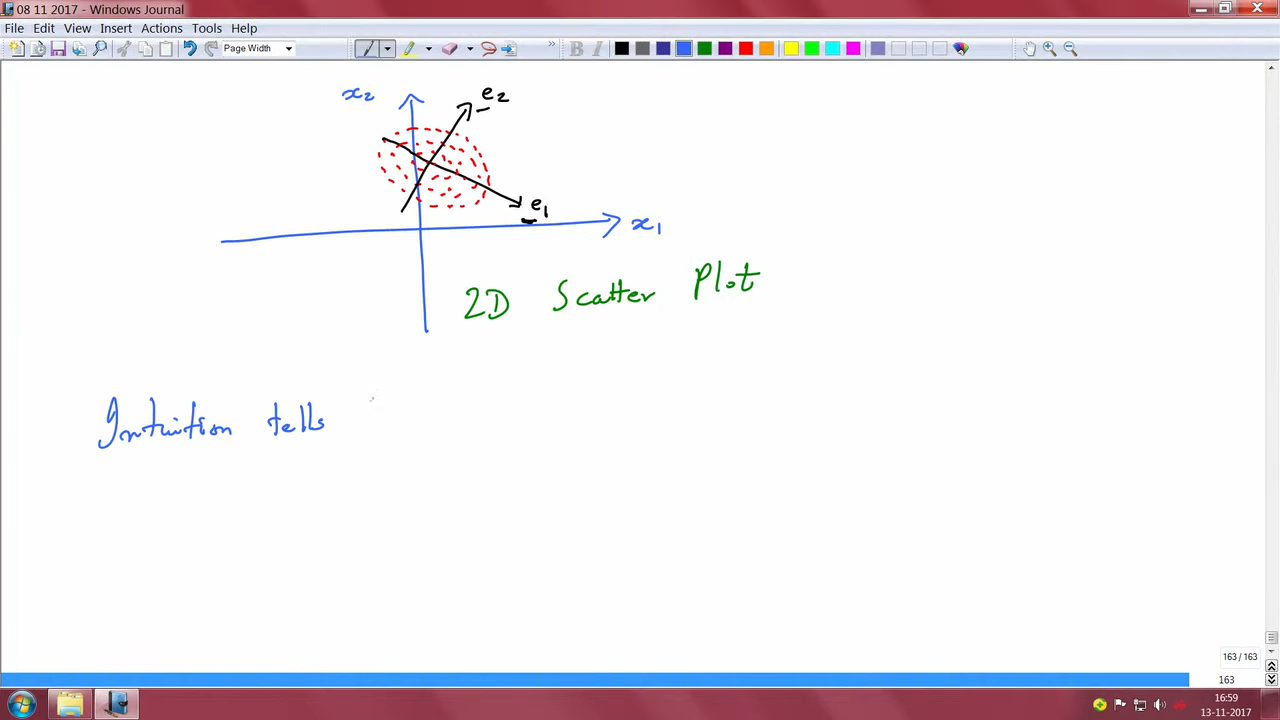 08 11 2017 - Windows Journal
File Edit View Insert Actions Tools Help
Page Width
B I
x2
e2
e1
x1
2D Scatter Plot
Intuition tells
163 / 163
163
16:59
13-11-2017